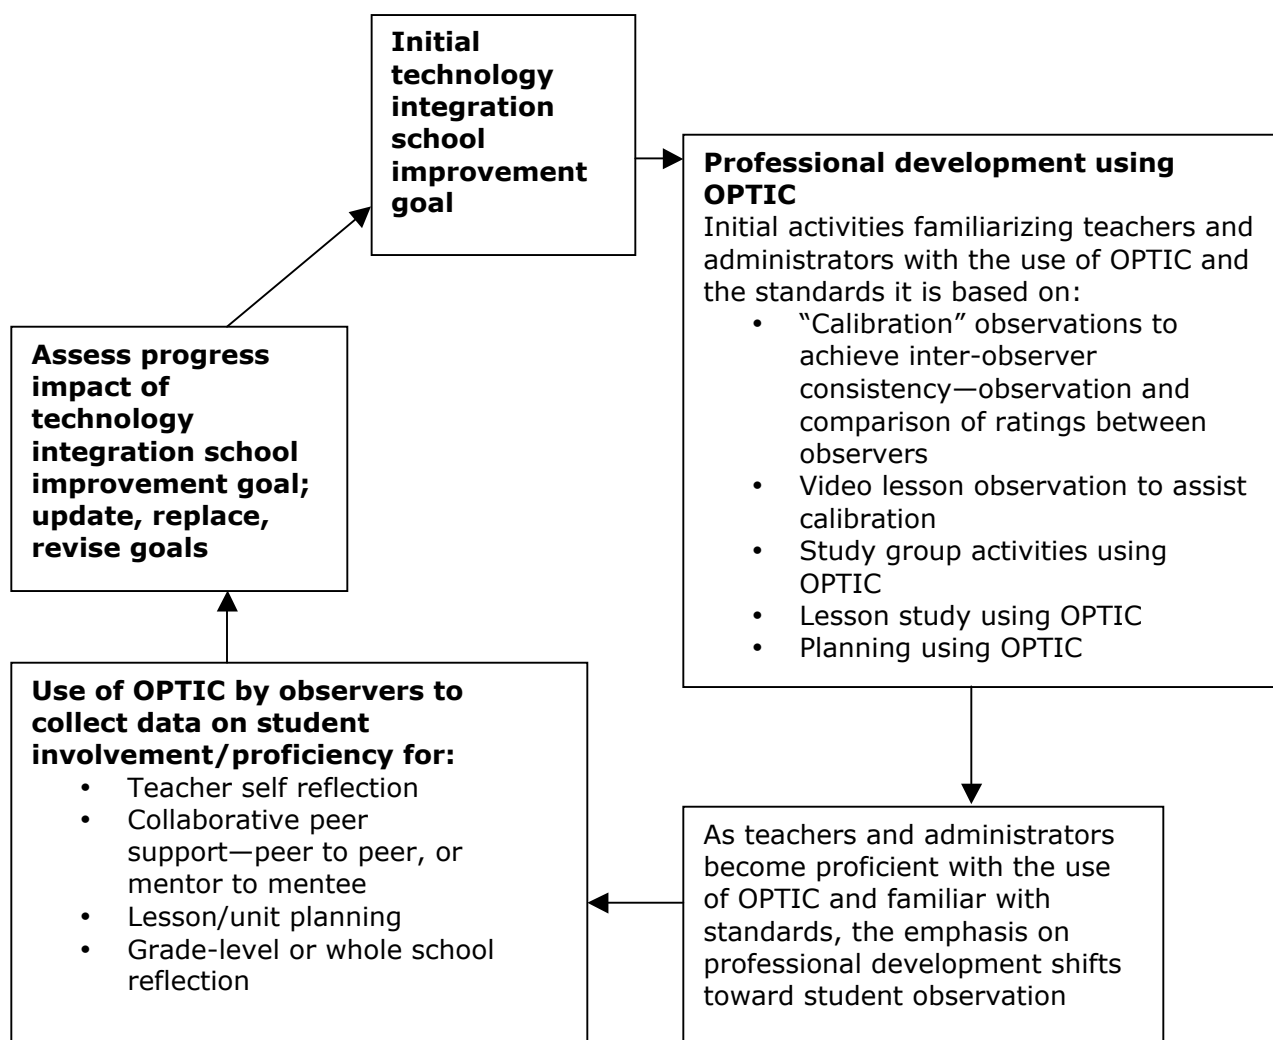 Initial
technology
integration
school
improvement
goal
Professional development using
OPTIC
Initial activities familiarizing teachers and
administrators with the use of OPTIC and
the standards it is based on:
• “Calibration” observations to
achieve inter-observer
consistency—observation and
comparison of ratings between
observers
• Video lesson observation to assist
calibration
• Study group activities using
OPTIC
• Lesson study using OPTIC
• Planning using OPTIC
As teachers and administrators
become proficient with the use
of OPTIC and familiar with
standards, the emphasis on
professional development shifts
toward student observation
Use of OPTIC by observers to
collect data on student
involvement/proficiency for:
• Teacher self reflection
• Collaborative peer
support—peer to peer, or
mentor to mentee
• Lesson/unit planning
• Grade-level or whole school
reflection
Assess progress
impact of
technology
integration school
improvement goal;
update, replace,
revise goals